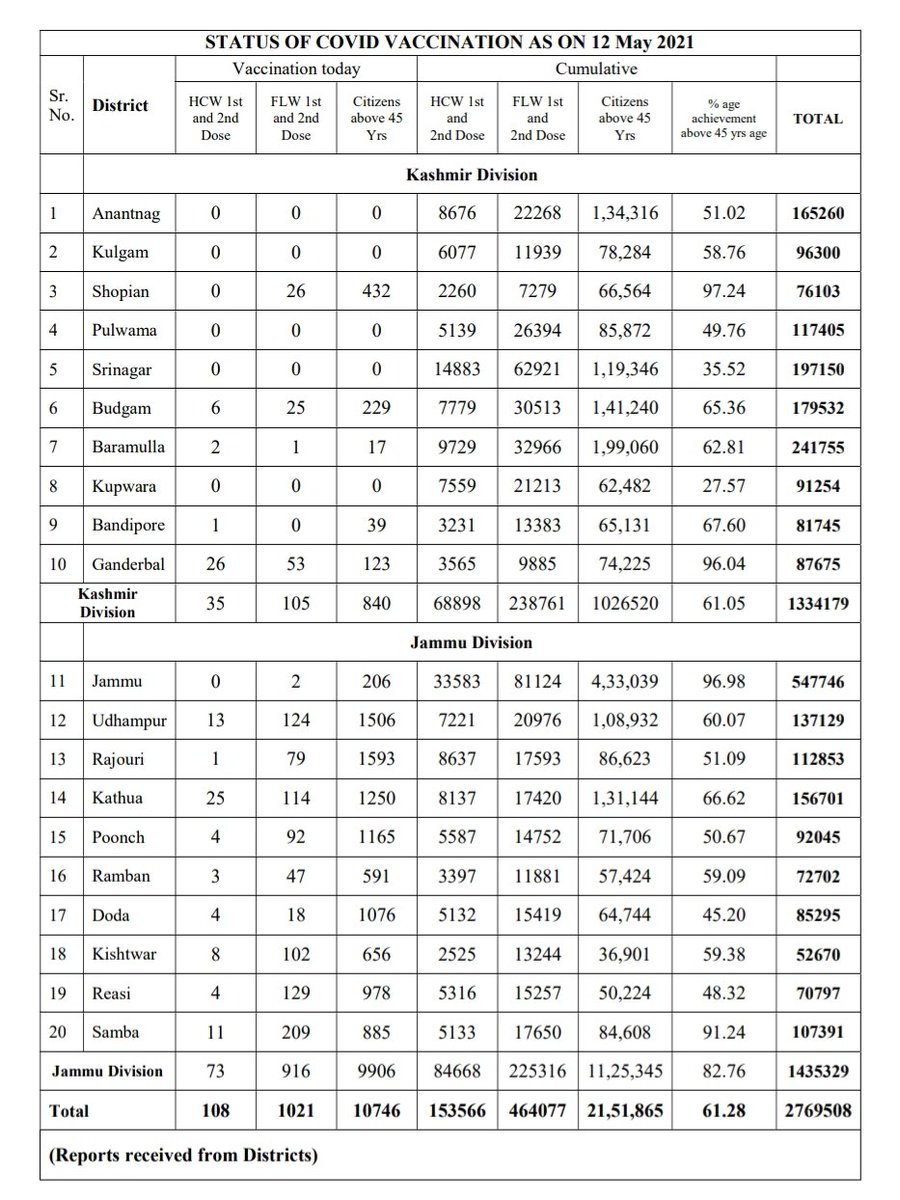 STATUS OF COVID VACCINATION AS ON 12 May 2021
Sr. No. District Vaccination today Cumulative
HCW 1st and 2nd Dose FLW 1st and 2nd Dose Citizens above 45 Yrs HCW 1st and 2nd Dose FLW 1st and 2nd Dose Citizens above 45 Yrs % age achievement above 45 yrs age TOTAL
Kashmir Division
1 Anantnag 0 0 0 8676 22268 1,34,316 51.02 165260
2 Kulgam 0 0 0 6077 11939 78,284 58.76 96300
3 Shopian 0 26 432 2260 7279 66,564 97.24 76103
4 Pulwama 0 0 0 5139 26394 85,872 49.76 117405
5 Srinagar 0 0 0 14883 62921 1,19,346 35.52 197150
6 Budgam 6 25 229 7779 30513 1,41,240 65.36 179532
7 Baramulla 2 1 17 9729 32966 1,99,060 62.81 241755
8 Kupwara 0 0 0 7559 21213 62,482 27.57 91254
9 Bandipore 1 0 39 3231 13383 65,131 67.60 81745
10 Ganderbal 26 53 123 3565 9885 74,225 96.04 87675
Kashmir Division 35 105 840 68898 238761 1026520 61.05 1334179
Jammu Division
11 Jammu 0 2 206 33583 81124 4,33,039 96.98 547746
12 Udhampur 13 124 1506 7221 20976 1,08,932 60.07 137129
13 Rajouri 1 79 1593 8637 17593 86,623 51.09 112853
14 Kathua 25 114 1250 8137 17420 1,31,144 66.62 156701
15 Poonch 4 92 1165 5587 14752 71,706 50.67 92045
16 Ramban 3 47 591 3397 11881 57,424 59.09 72702
17 Doda 4 18 1076 5132 15419 64,744 45.20 85295
18 Kishtwar 8 102 656 2525 13244 36,901 59.38 52670
19 Reasi 4 129 978 5316 15257 50,224 48.32 70797
20 Samba 11 209 885 5133 17650 84,608 91.24 107391
Jammu Division 73 916 9906 84668 225316 11,25,345 82.76 1435329
Total 108 1021 10746 153566 464077 21,51,865 61.28 2769508
(Reports received from Districts)